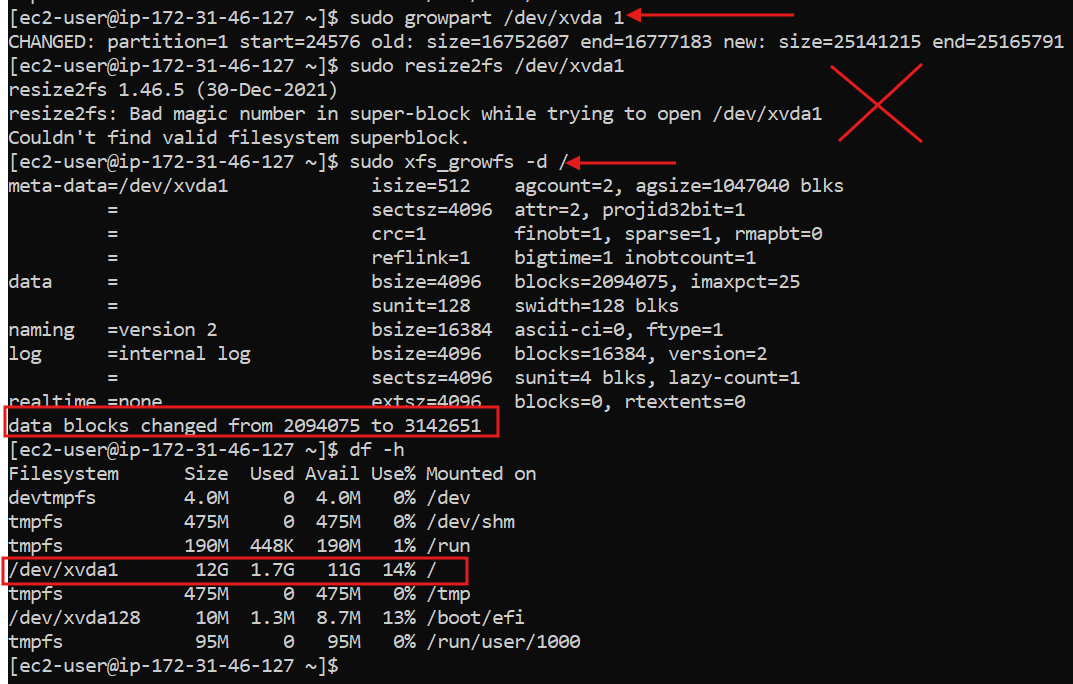 [ec2-user@ip-172-31-46-127 ~]$ sudo growpart /dev/xvda 1
CHANGED: partition=1 start=24576 old: size=16752607 end=16777183 new: size=25141215 end=25165791
[ec2-user@ip-172-31-46-127 ~]$ sudo resize2fs /dev/xvda1
resize2fs 1.46.5 (30-Dec-2021)
resize2fs: Bad magic number in super-block while trying to open /dev/xvda1
Couldn't find valid filesystem superblock.
[ec2-user@ip-172-31-46-127 ~]$ sudo xfs_growfs -d /
meta-data=/dev/xvda1             isize=512    agcount=2, agsize=1047040 blks
         =                       sectsz=4096  attr=2, projid32bit=1
         =                       crc=1        finobt=1, sparse=1, rmapbt=0
         =                       reflink=1    bigtime=1 inobtcount=1
data     =                       bsize=4096   blocks=2094075, imaxpct=25
         =                       sunit=128    swidth=128 blks
naming   =version 2              bsize=16384  ascii-ci=0, ftype=1
log      =internal log           bsize=4096   blocks=16384, version=2
         =                       sectsz=4096  sunit=4 blks, lazy-count=1
realtime =none                   extsz=4096   blocks=0, rtextents=0
data blocks changed from 2094075 to 3142651
[ec2-user@ip-172-31-46-127 ~]$ df -h
Filesystem      Size  Used Avail Use% Mounted on
devtmpfs        4.0M     0  4.0M   0% /dev
tmpfs           475M     0  475M   0% /dev/shm
tmpfs           190M  448K  190M   1% /run
/dev/xvda1       12G  1.7G   11G  14% /
tmpfs           475M     0  475M   0% /tmp
/dev/xvda128     10M  1.3M  8.7M  13% /boot/efi
tmpfs            95M     0   95M   0% /run/user/1000
[ec2-user@ip-172-31-46-127 ~]$